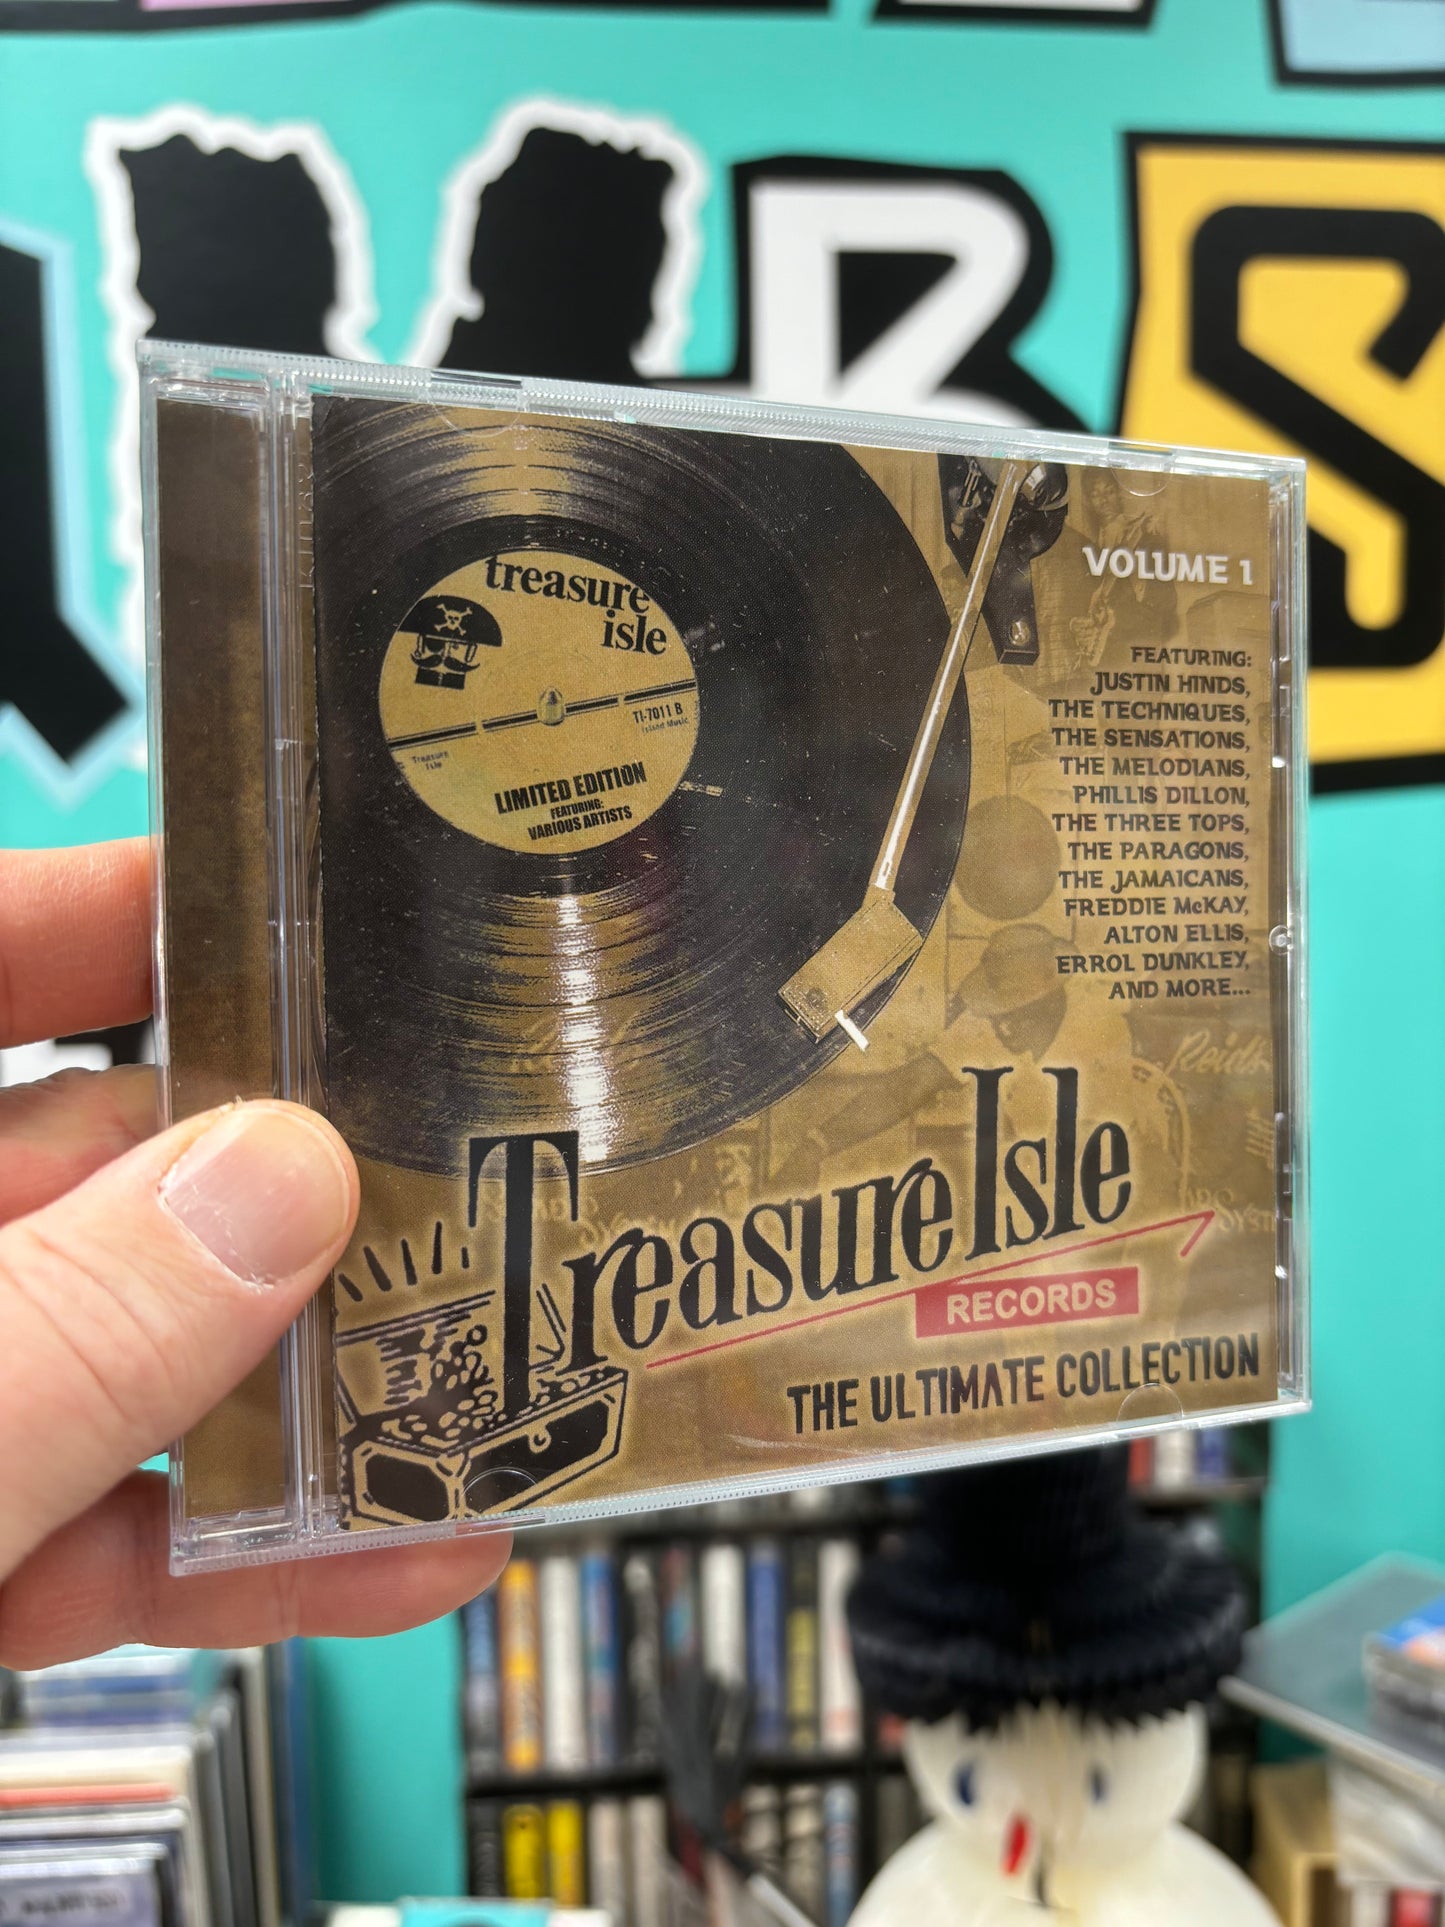 BS
treasure
isle
TI-7011 B
Island Music
Treasure
Isle
LIMITED EDITION
FEATURING:
VARIOUS ARTISTS
VOLUME 1
FEATURING:
JUSTIN HINDS,
THE TECHNIQUES,
THE SENSATIONS,
THE MELODIANS,
PHILLIS DILLON,
THE THREE TOPS,
THE PARAGONS,
THE JAMAICANS,
FREDDIE McKAY,
ALTON ELLIS,
ERROL DUNKLEY,
AND MORE...
Treasure Isle
RECORDS
THE ULTIMATE COLLECTION